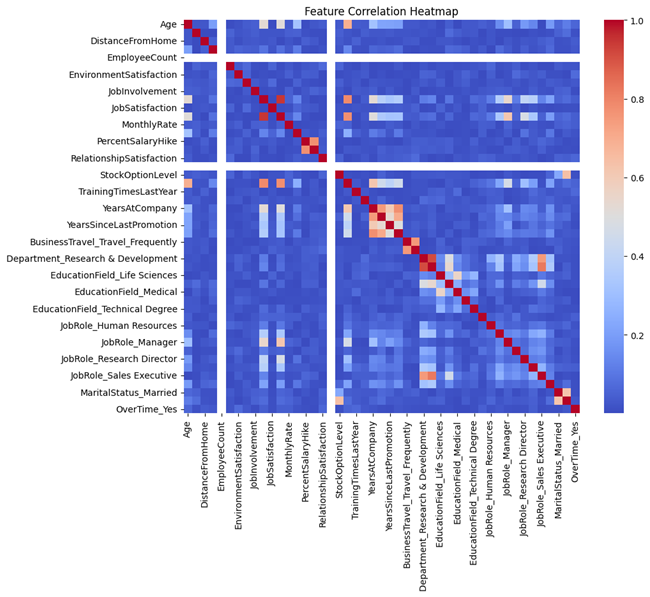 Feature Correlation Heatmap
Age
DistanceFromHome
EmployeeCount
EnvironmentSatisfaction
JobInvolvement
JobSatisfaction
MonthlyRate
PercentSalaryHike
RelationshipSatisfaction
StockOptionLevel
TrainingTimesLastYear
YearsAtCompany
YearsSinceLastPromotion
BusinessTravel_Travel_Frequently
Department_Research & Development
EducationField_Life Sciences
EducationField_Medical
EducationField_Technical Degree
JobRole_Human Resources
JobRole_Manager
JobRole_Research Director
JobRole_Sales Executive
MaritalStatus_Married
OverTime_Yes
Age
DistanceFromHome
EmployeeCount
EnvironmentSatisfaction
JobInvolvement
JobSatisfaction
MonthlyRate
PercentSalaryHike
RelationshipSatisfaction
StockOptionLevel
TrainingTimesLastYear
YearsAtCompany
YearsSinceLastPromotion
BusinessTravel_Travel_Frequently
Department_Research & Development
EducationField_Life Sciences
EducationField_Medical
EducationField_Technical Degree
JobRole_Human Resources
JobRole_Manager
JobRole_Research Director
JobRole_Sales Executive
MaritalStatus_Married
OverTime_Yes
1.0
0.8
0.6
0.4
0.2